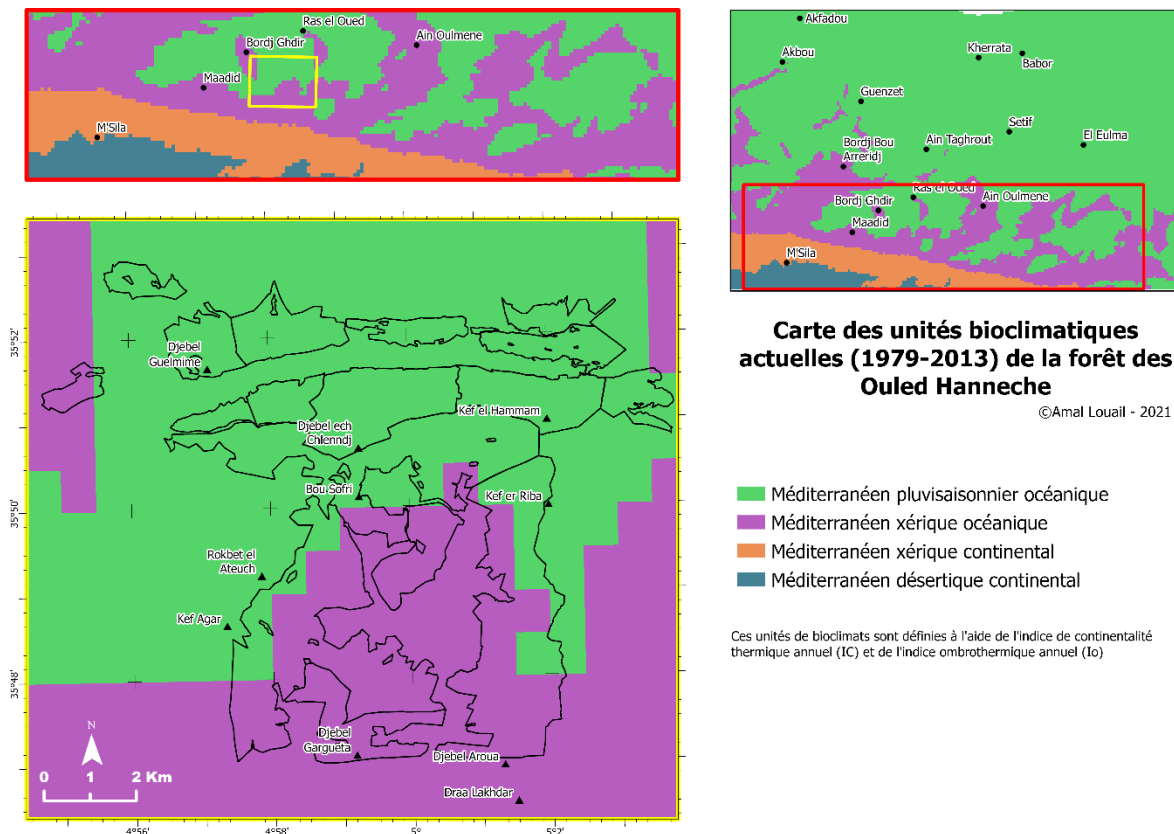 Ras el Oued
Bordj Ghdir
Ain Oulmene
Maadid
M'Sila
Akfadou
Kherrata
Akbou
Babor
Guenzet
Setif
Bordj Bou
Arreridj
Ain Taghrout
El Eulma
Ras el Oued
Bordj Ghdir
Ain Oulmene
Maadid
M'Sila
35°52'
35°50'
35°48'
Djebel
Guelmime
Kef el Hammam
Djebel ech
Chlenndj
Bou Sofri
Kef er Riba
Rokbet el
Ateuch
Kef Agar
Djebel
Gargueta
Djebel Aroua
Draa Lakhdar
N
0 1 2 Km
4°56' 4°58' 5° 5°2'
Carte des unités bioclimatiques
actuelles (1979-2013) de la forêt des
Ouled Hanneche
©Amal Louail - 2021
Méditerranéen pluvisaisonnier océanique
Méditerranéen xérique océanique
Méditerranéen xérique continental
Méditerranéen désertique continental
Ces unités de bioclimats sont définies à l'aide de l'indice de continentalité
thermique annuel (IC) et de l'indice ombrothermique annuel (Io)